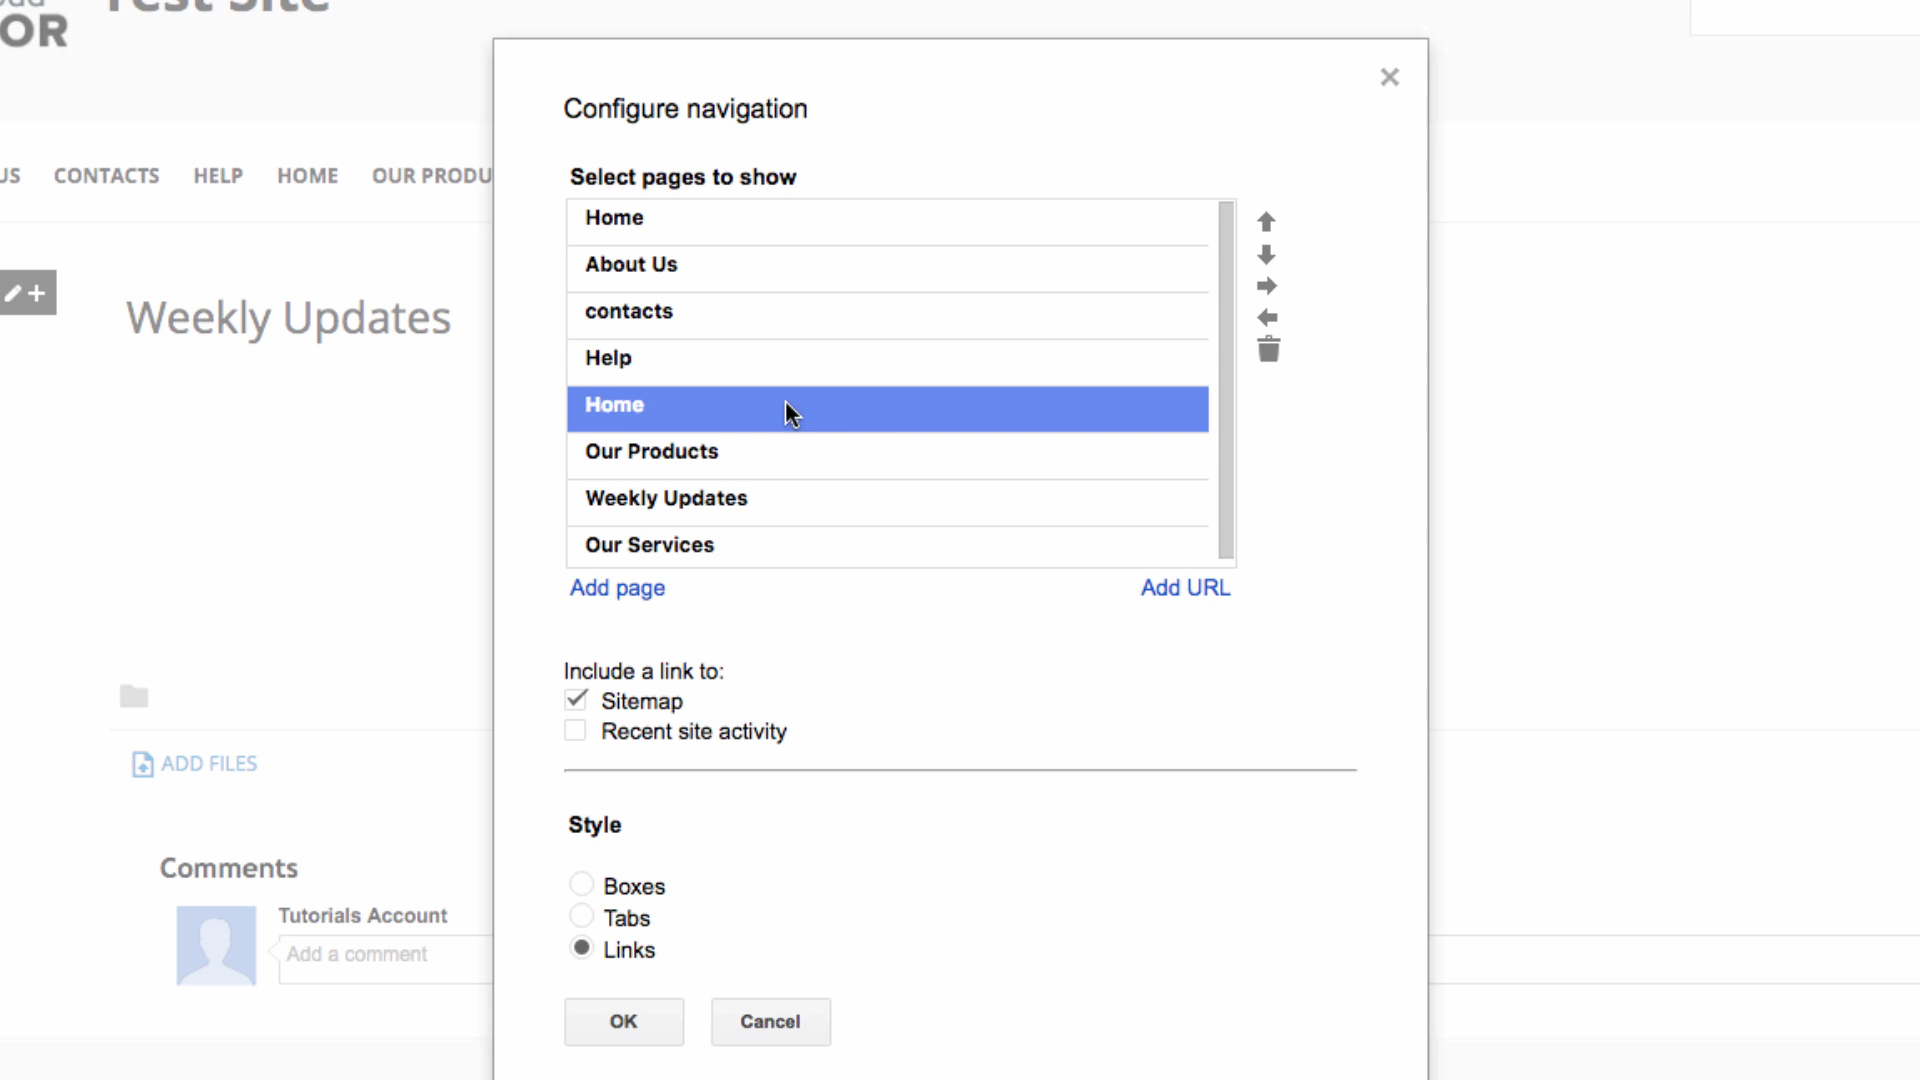 Test Site
OR
US CONTACTS HELP HOME OUR PRODU
Weekly Updates
ADD FILES
Comments
Tutorials Account
Add a comment
Configure navigation
Select pages to show
Home
About Us
contacts
Help
Home
Our Products
Weekly Updates
Our Services
Add page Add URL
Include a link to:
Sitemap
Recent site activity
Style
Boxes
Tabs
Links
OK Cancel